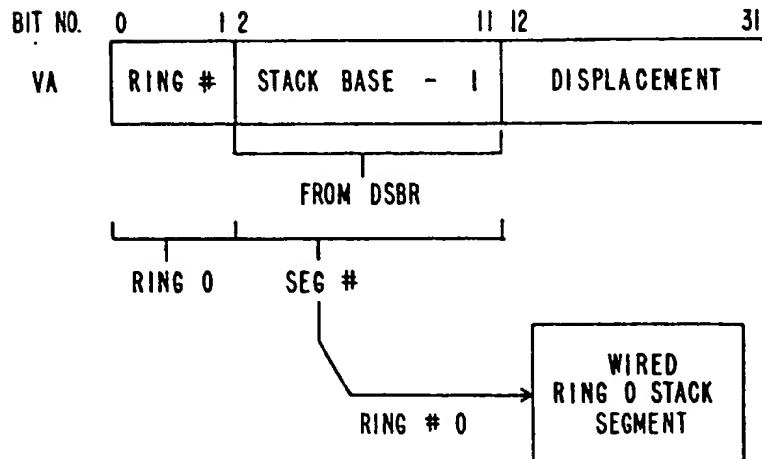 BIT NO. 0 1 2 11 12 31
VA RING # STACK BASE - 1 DISPLACEMENT
FROM DSBR
RING 0 SEG #
WIRED
RING 0 STACK
SEGMENT
RING # 0